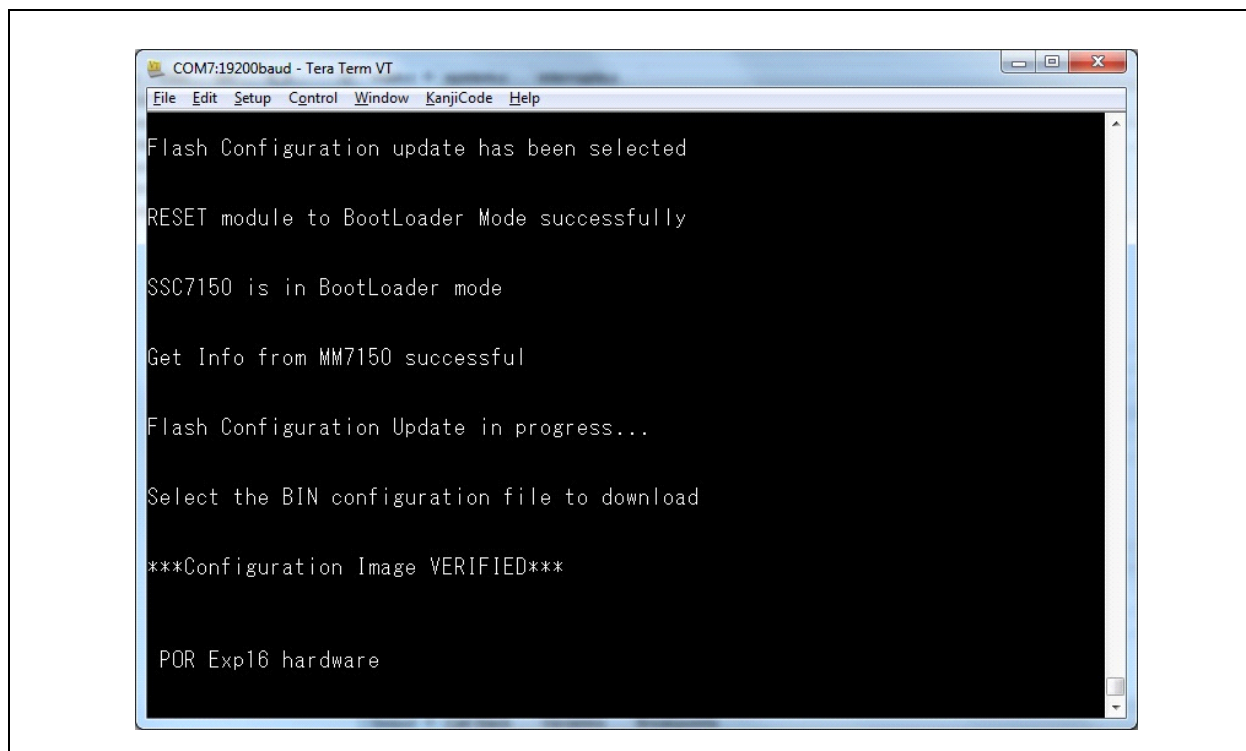 COM7:19200baud - Tera Term VT
File Edit Setup Control Window KanjiCode Help
Flash Configuration update has been selected
RESET module to BootLoader Mode successfully
SSC7150 is in BootLoader mode
Get Info from MM7150 successful
Flash Configuration Update in progress...
Select the BIN configuration file to download
***Configuration Image VERIFIED***
POR Exp16 hardware